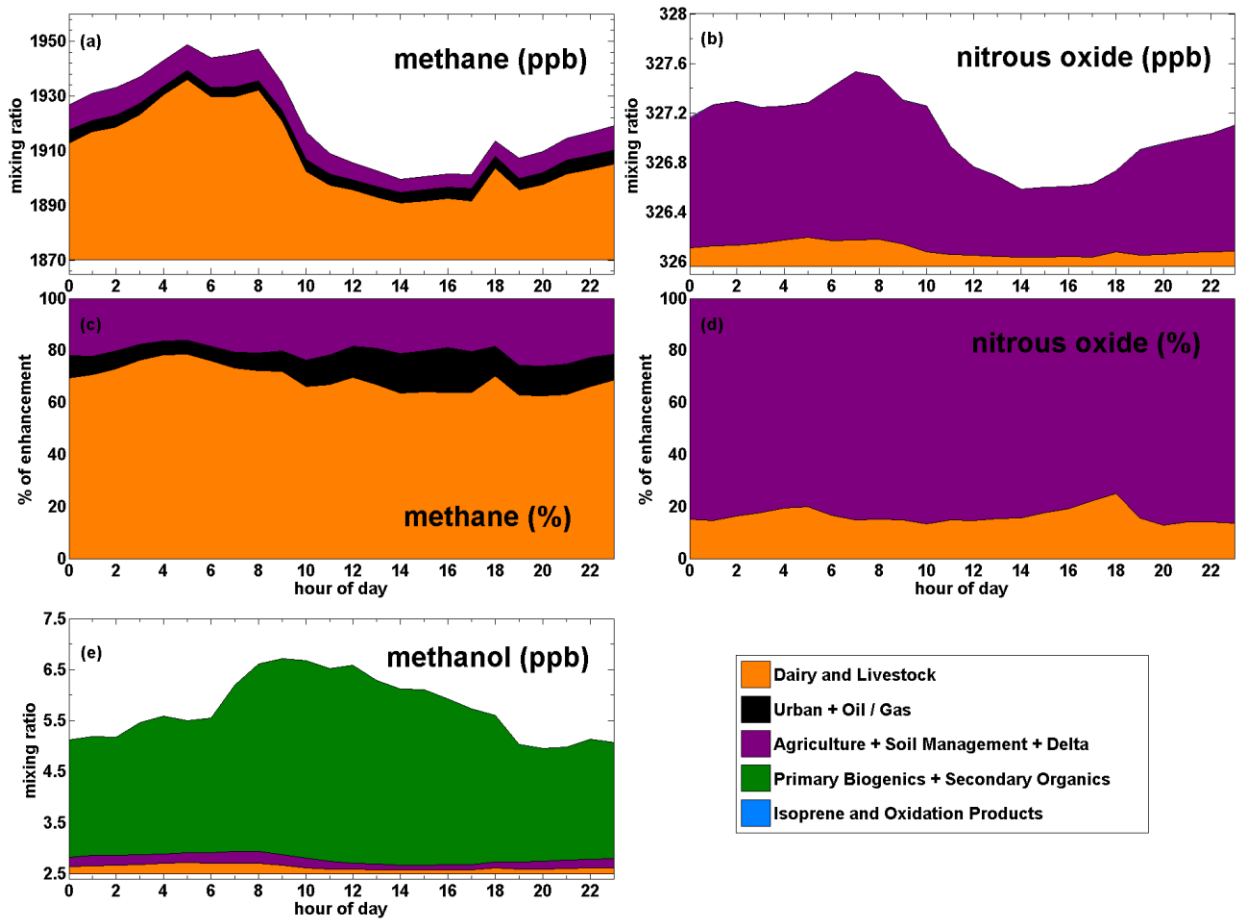 (a)
methane (ppb)
mixing ratio
1950
1930
1910
1890
1870
0 2 4 6 8 10 12 14 16 18 20 22
(b)
nitrous oxide (ppb)
mixing ratio
328
327.6
327.2
326.8
326.4
326
0 2 4 6 8 10 12 14 16 18 20 22
(c)
methane (%)
% of enhancement
100
80
60
40
20
0
0 2 4 6 8 10 12 14 16 18 20 22
hour of day
(d)
nitrous oxide (%)
% of enhancement
100
80
60
40
20
0
0 2 4 6 8 10 12 14 16 18 20 22
hour of day
(e)
methanol (ppb)
mixing ratio
7.5
6.5
5.5
4.5
3.5
2.5
0 2 4 6 8 10 12 14 16 18 20 22
hour of day
Dairy and Livestock
Urban + Oil / Gas
Agriculture + Soil Management + Delta
Primary Biogenics + Secondary Organics
Isoprene and Oxidation Products